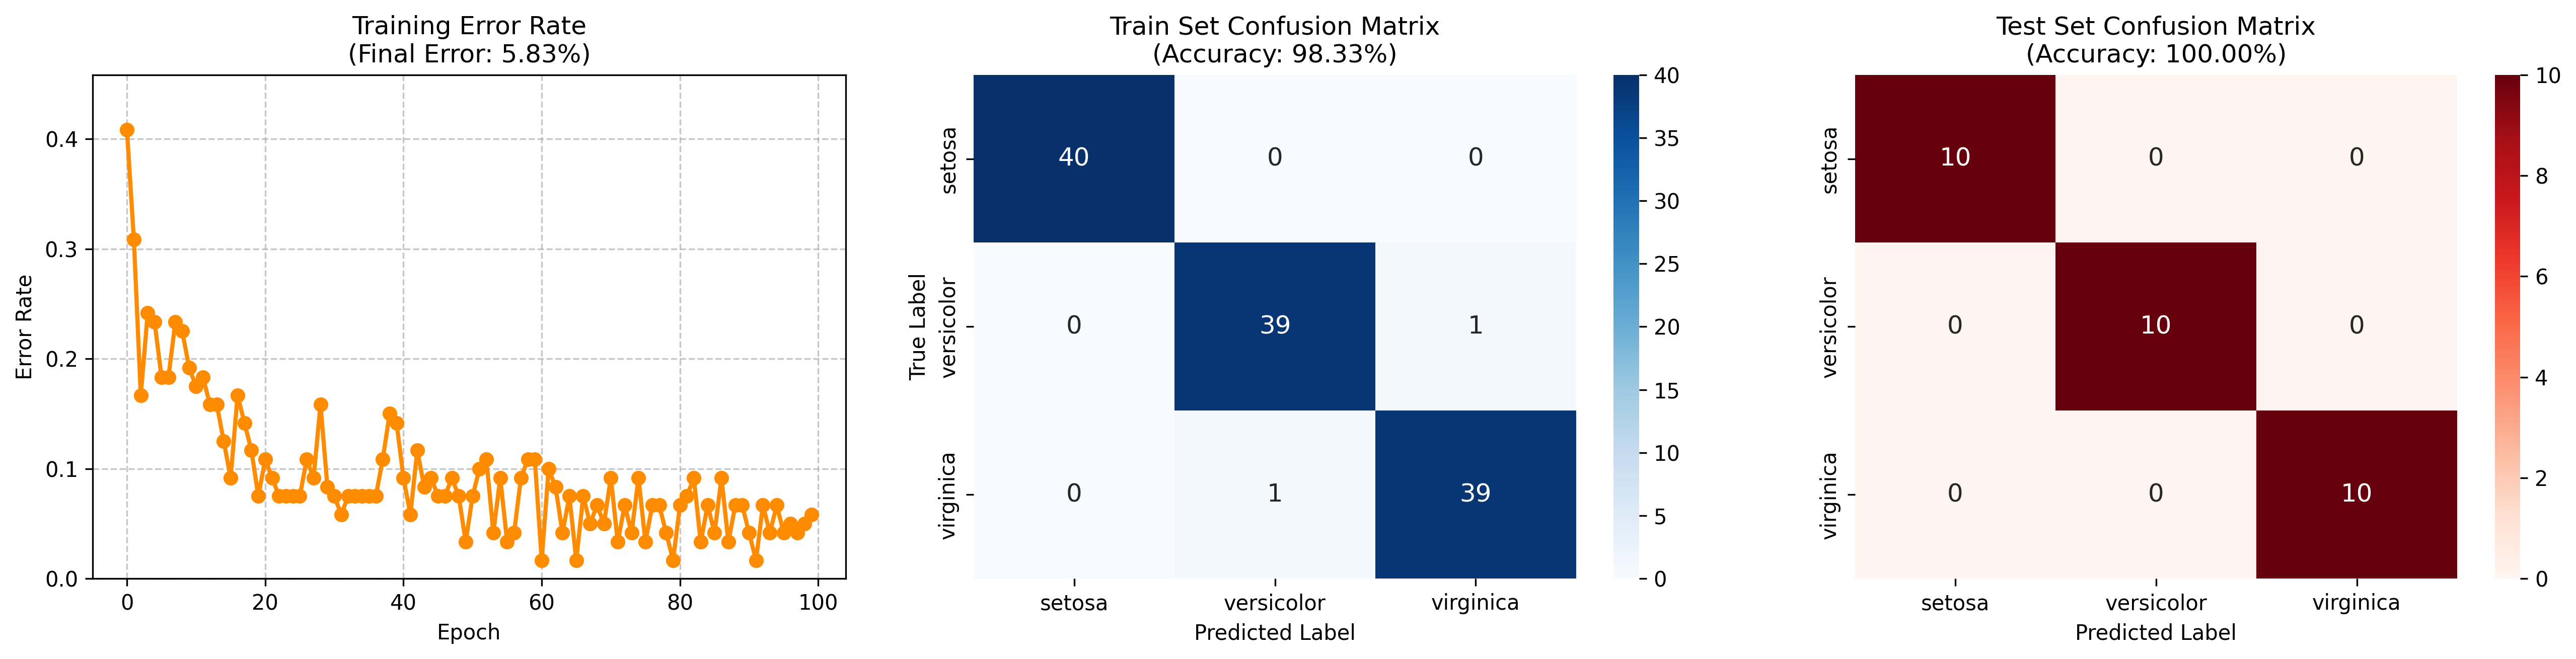 Training Error Rate
(Final Error: 5.83%)
Error Rate
0.4
0.3
0.2
0.1
0.0
0 20 40 60 80 100
Epoch
Train Set Confusion Matrix
(Accuracy: 98.33%)
True Label
setosa
versicolor
virginica
40 0 0
0 39 1
0 1 39
setosa versicolor virginica
Predicted Label
40
35
30
25
20
15
10
5
0
Test Set Confusion Matrix
(Accuracy: 100.00%)
setosa
versicolor
virginica
10 0 0
0 10 0
0 0 10
setosa versicolor virginica
Predicted Label
10
8
6
4
2
0